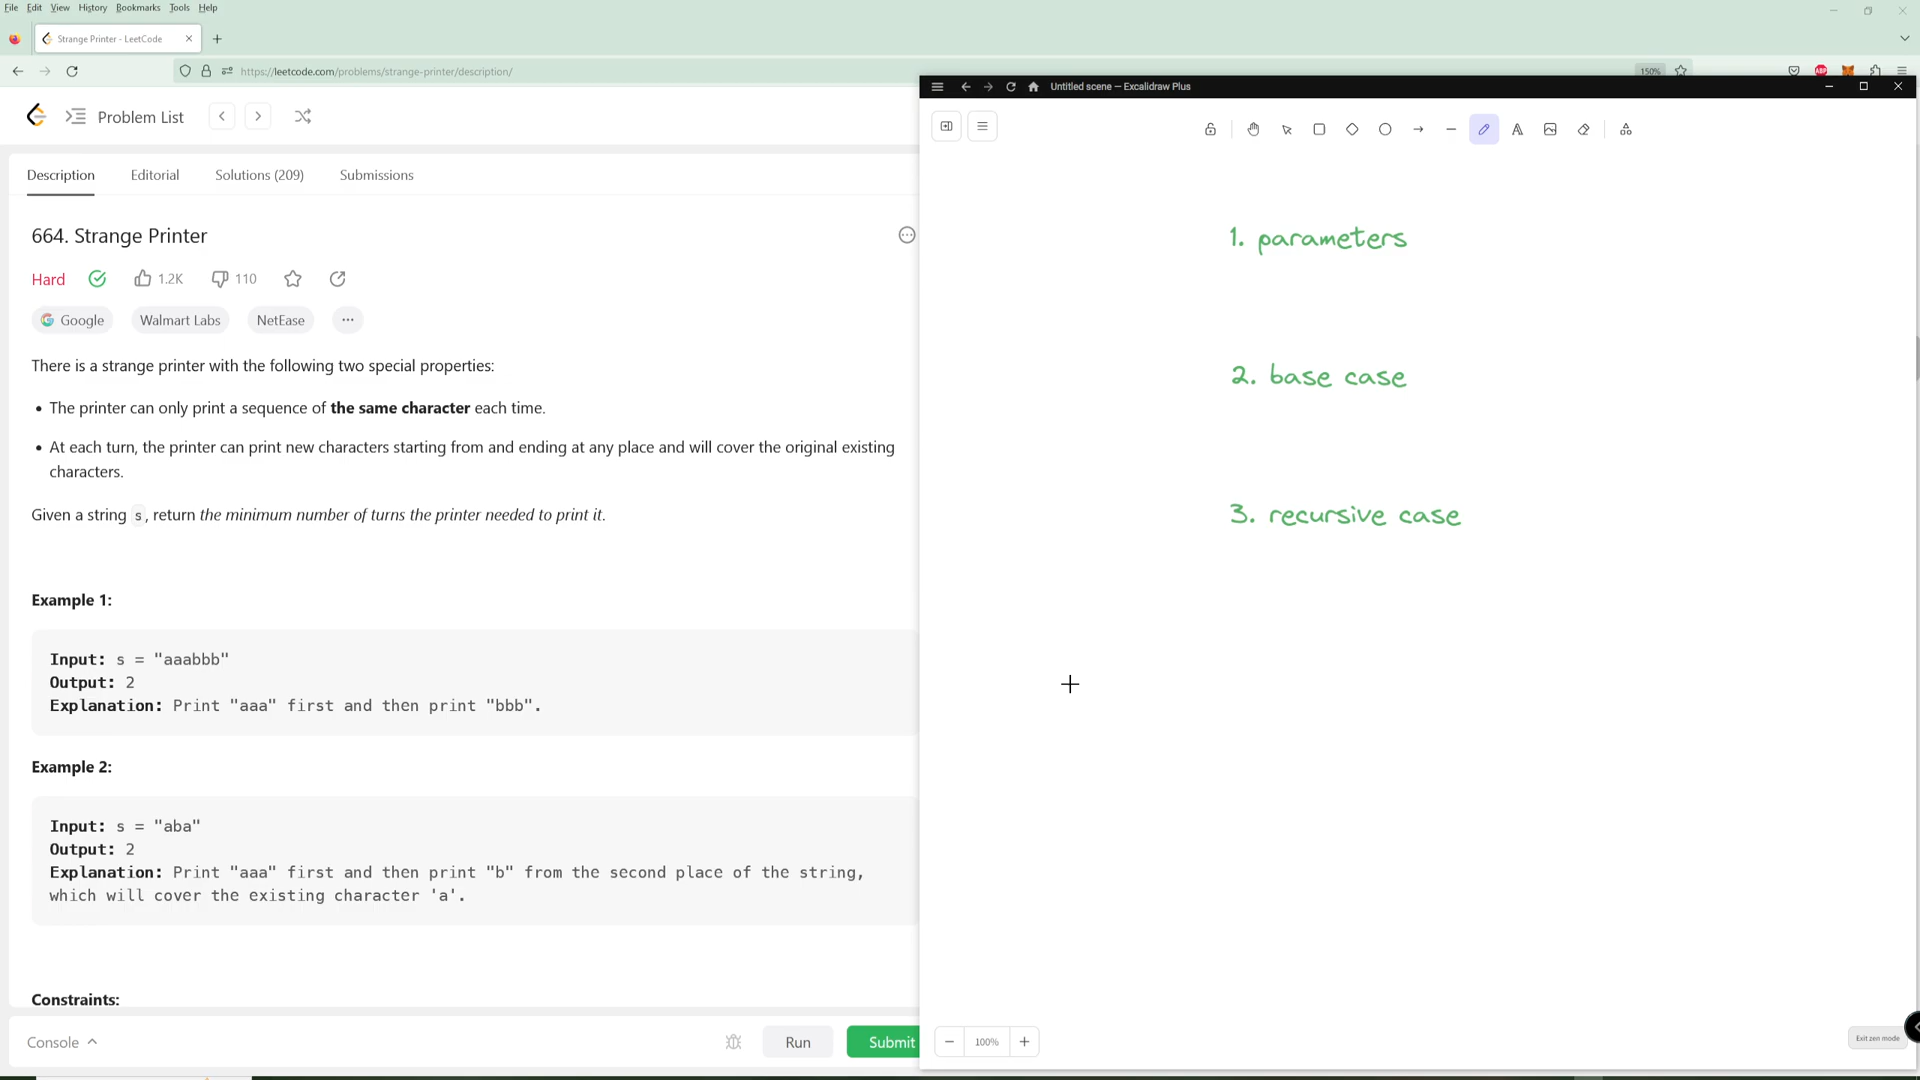 File Edit View History Bookmarks Tools Help
Strange Printer - LeetCode
https://leetcode.com/problems/strange-printer/description/
150%
ABP
Untitled scene — Excalidraw Plus
Problem List
Description Editorial Solutions (209) Submissions
664. Strange Printer
Hard 1.2K 110
Google Walmart Labs NetEase ...
There is a strange printer with the following two special properties:
• The printer can only print a sequence of the same character each time.
• At each turn, the printer can print new characters starting from and ending at any place and will cover the original existing
characters.
Given a string s, return the minimum number of turns the printer needed to print it.
Example 1:
Input: s = "aaabbb"
Output: 2
Explanation: Print "aaa" first and then print "bbb".
Example 2:
Input: s = "aba"
Output: 2
Explanation: Print "aaa" first and then print "b" from the second place of the string,
which will cover the existing character 'a'.
Constraints:
Console Run Submit
1. parameters
2. base case
3. recursive case
100%
Exit zen mode